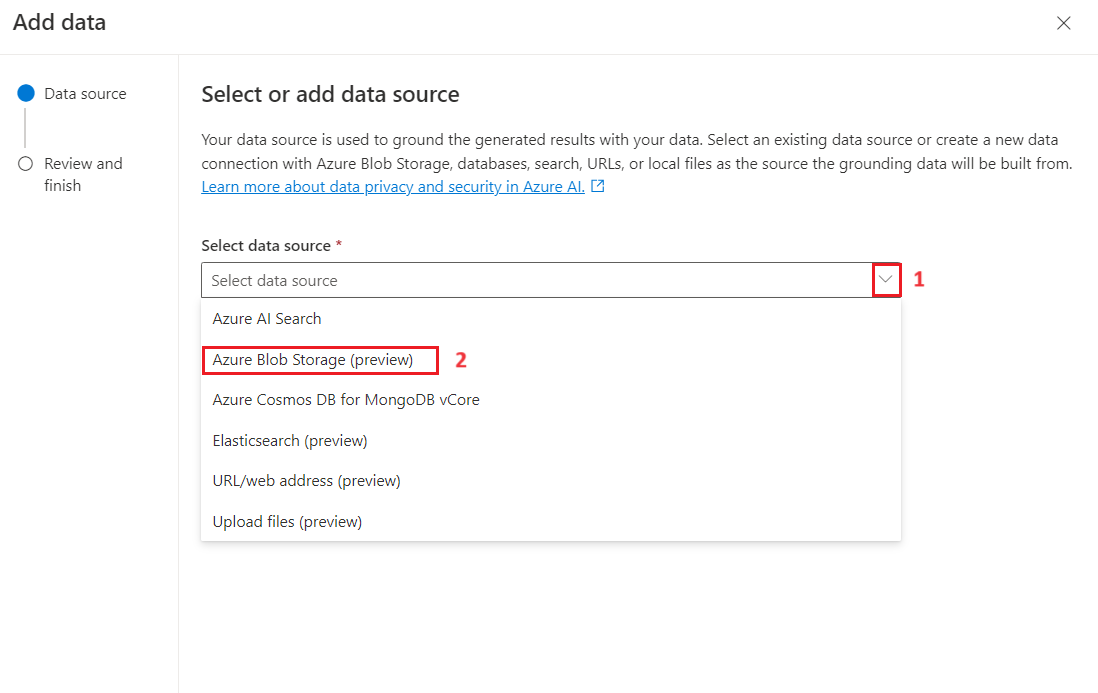 Add data
Data source
Review and
finish
Select or add data source
Your data source is used to ground the generated results with your data. Select an existing data source or create a new data
connection with Azure Blob Storage, databases, search, URLs, or local files as the source the grounding data will be built from.
Learn more about data privacy and security in Azure AI.
Select data source *
Select data source
1
Azure AI Search
Azure Blob Storage (preview)
2
Azure Cosmos DB for MongoDB vCore
Elasticsearch (preview)
URL/web address (preview)
Upload files (preview)